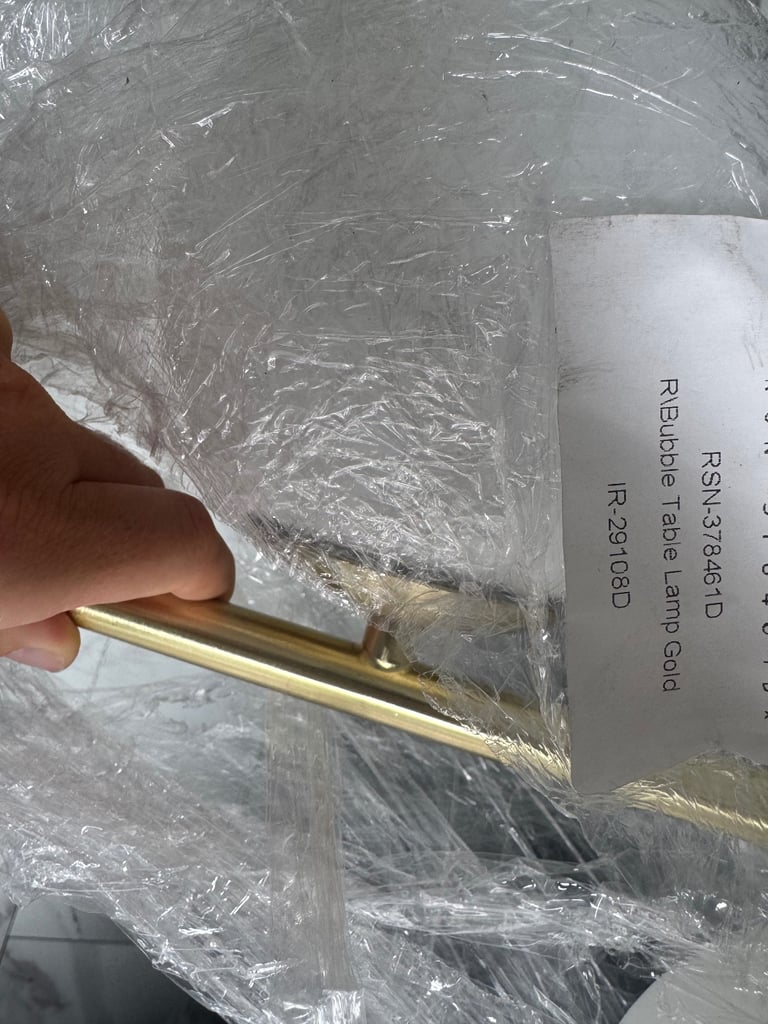 RSN-378461D
R\Bubble Table Lamp Gold
IR-29108D